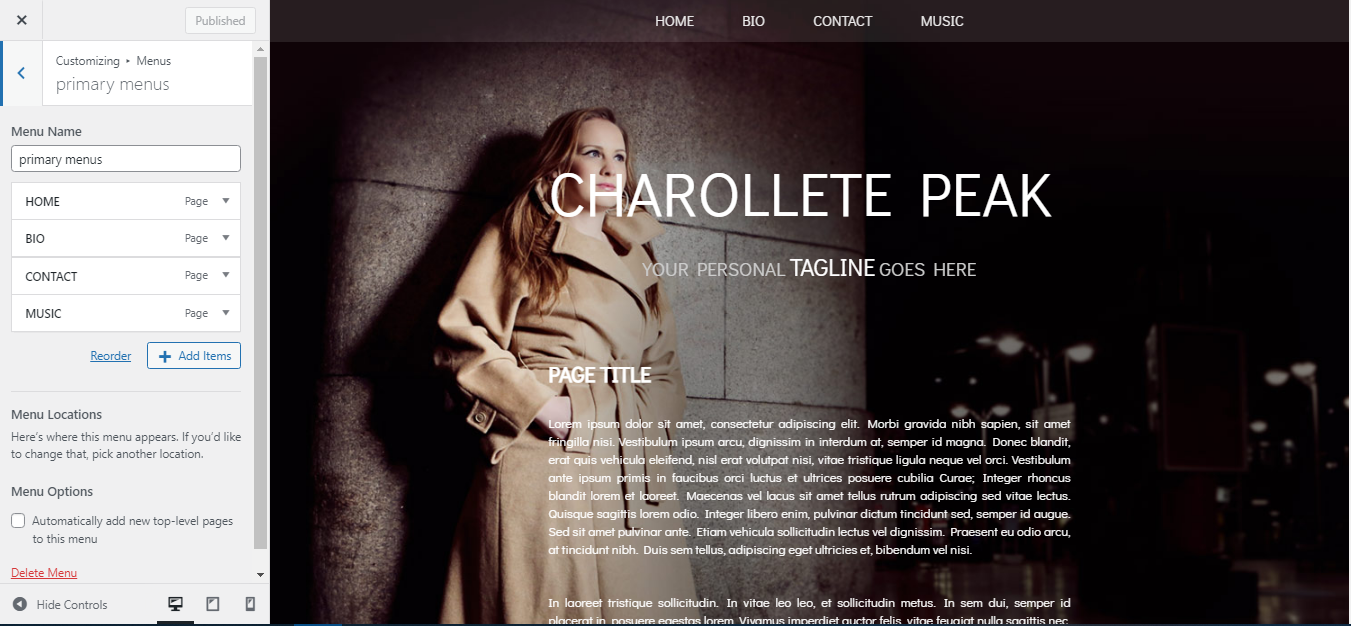 Published
Customizing ▸ Menus
primary menus
Menu Name
primary menus
HOME Page
BIO Page
CONTACT Page
MUSIC Page
Reorder Add Items
Menu Locations
Here's where this menu appears. If you'd like
to change that, pick another location.
Menu Options
Automatically add new top-level pages
to this menu
Delete Menu
Hide Controls
HOME BIO CONTACT MUSIC
CHAROLLETE PEAK
YOUR PERSONAL TAGLINE GOES HERE
PAGE TITLE
Lorem ipsum dolor sit amet, consectetur adipiscing elit. Morbi gravida nibh sapien, sit amet
fringilla nisi. Vestibulum ipsum arcu, dignissim in interdum at, semper id magna. Donec blandit,
erat quis vehicula eleifend, nisl erat volutpat nisi, vitae tristique ligula neque vel orci. Vestibulum
ante ipsum primis in faucibus orci luctus et ultrices posuere cubilia Curae; Integer rhoncus
blandit lorem et laoreet. Maecenas vel lacus sit amet tellus rutrum adipiscing sed vitae lectus.
Quisque sagittis lorem odio. Integer libero enim, pulvinar dictum tincidunt sed, semper id augue.
Sed sit amet pulvinar ante. Etiam vehicula sollicitudin lectus vel dignissim. Praesent eu odio arcu,
at tincidunt nibh. Duis sem tellus, adipiscing eget ultricies et, bibendum vel nisi.
In laoreet tristique sollicitudin. In vitae leo leo, et sollicitudin metus. In sem dui, semper id
placerat in, posuere egestas lorem. Vivamus imperdiet auctor felis, vitae feugiat nulla sagittis nec.